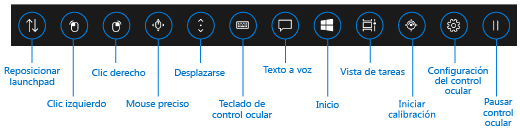 Reposicionar
launchpad
Clic izquierdo
Clic derecho
Mouse preciso
Desplazarse
Teclado de
control ocular
Texto a voz
Inicio
Vista de tareas
Iniciar
calibración
Configuración
del control
ocular
Pausar
control
ocular